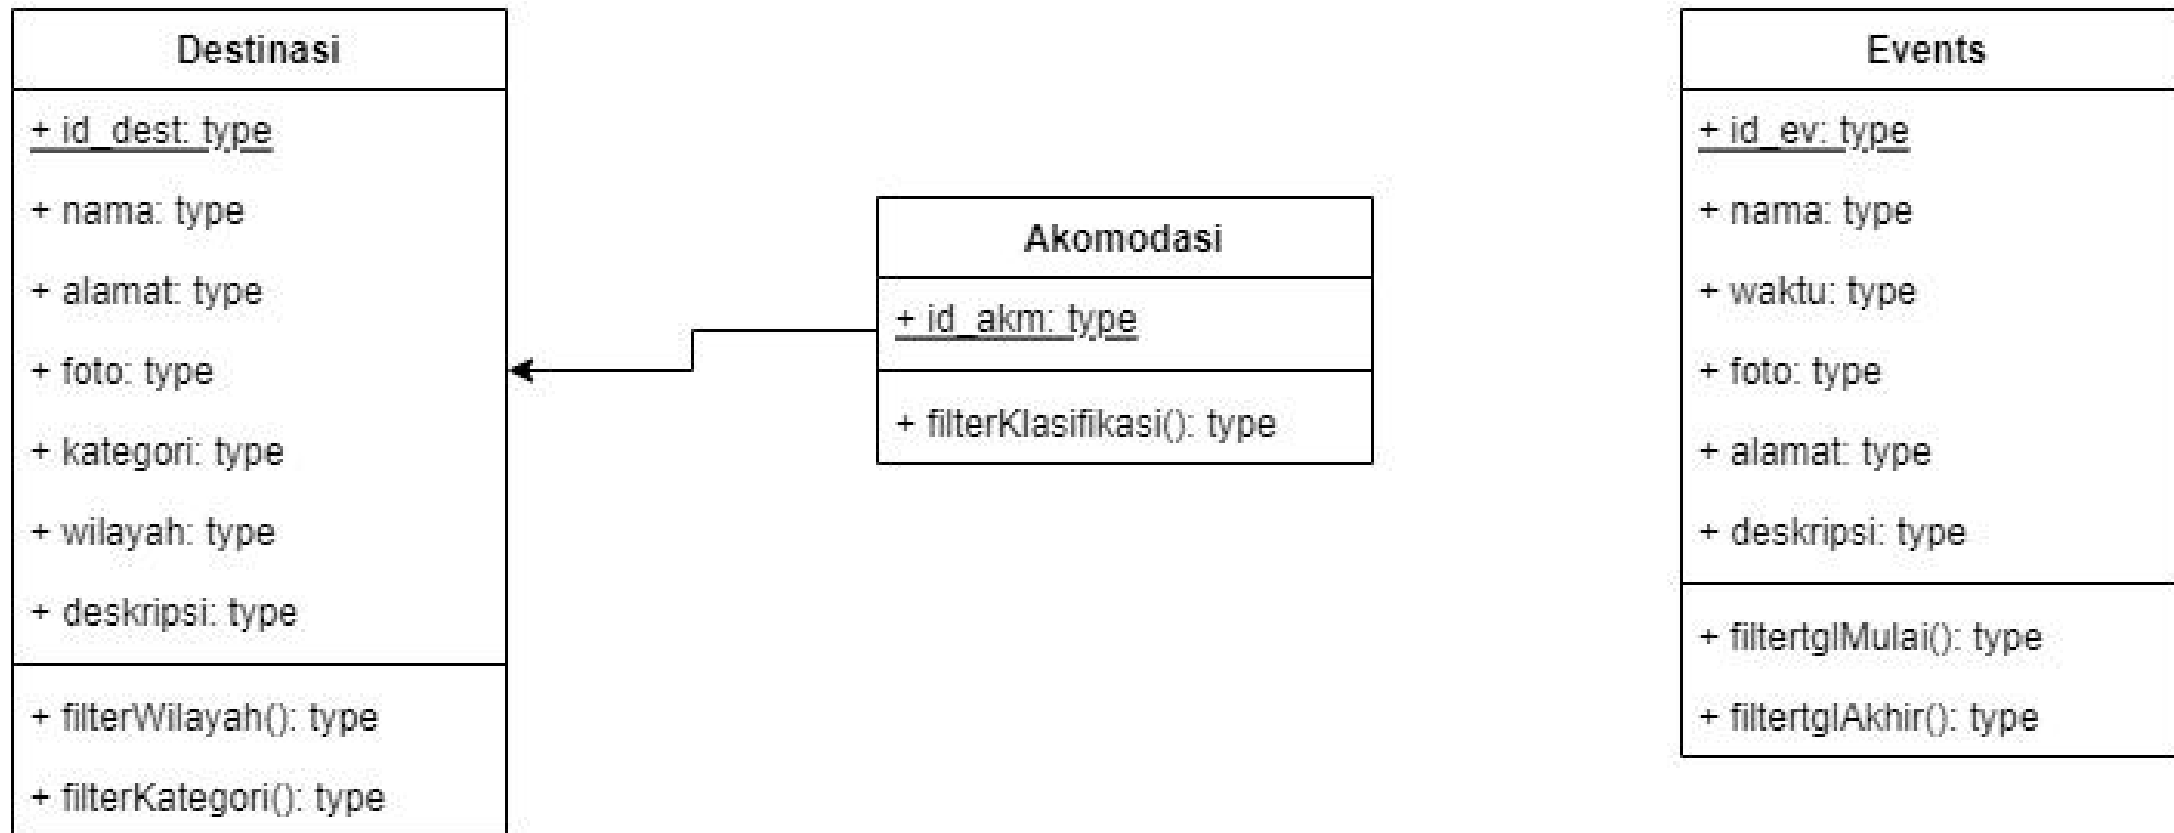 Destinasi
+ id_dest: type
+ nama: type
+ alamat: type
+ foto: type
+ kategori: type
+ wilayah: type
+ deskripsi: type
+ filterWilayah(): type
+ filterKategori(): type
Akomodasi
+ id_akm: type
+ filterKlasifikasi(): type
Events
+ id_ev: type
+ nama: type
+ waktu: type
+ foto: type
+ alamat: type
+ deskripsi: type
+ filtertglMulai(): type
+ filtertglAkhir(): type